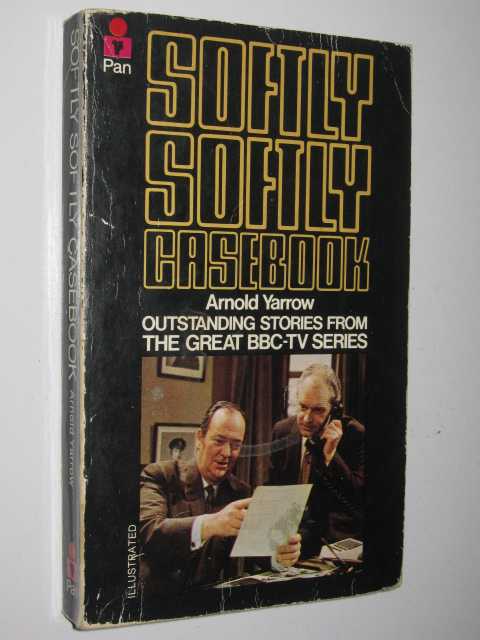 Pan
SOFTLY
SOFTLY
CASEBOOK
Arnold Yarrow
OUTSTANDING STORIES FROM
THE GREAT BBC-TV SERIES
ILLUSTRATED
SOFTLY SOFTLY CASEBOOK Arnold Yarrow
Pan